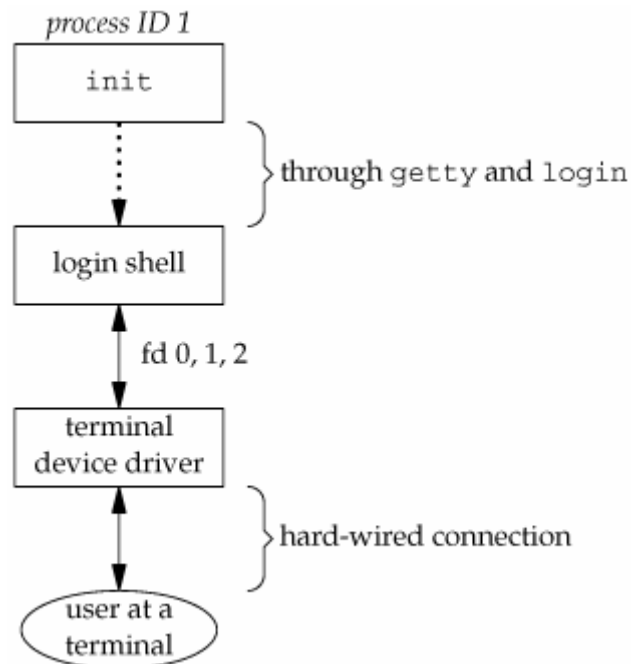 process ID 1
init
through getty and login
login shell
fd 0, 1, 2
terminal
device driver
hard-wired connection
user at a
terminal